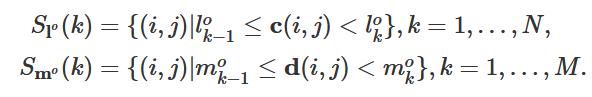 S_{𝐥^o}(k) = {(i, j)|l^o_{k−1} ≤ 𝐜(i, j) < l^o_k}, k = 1, . . . , N,
S_{𝐦^o}(k) = {(i, j)|m^o_{k−1} ≤ 𝐝(i, j) < m^o_k}, k = 1, . . . , M.